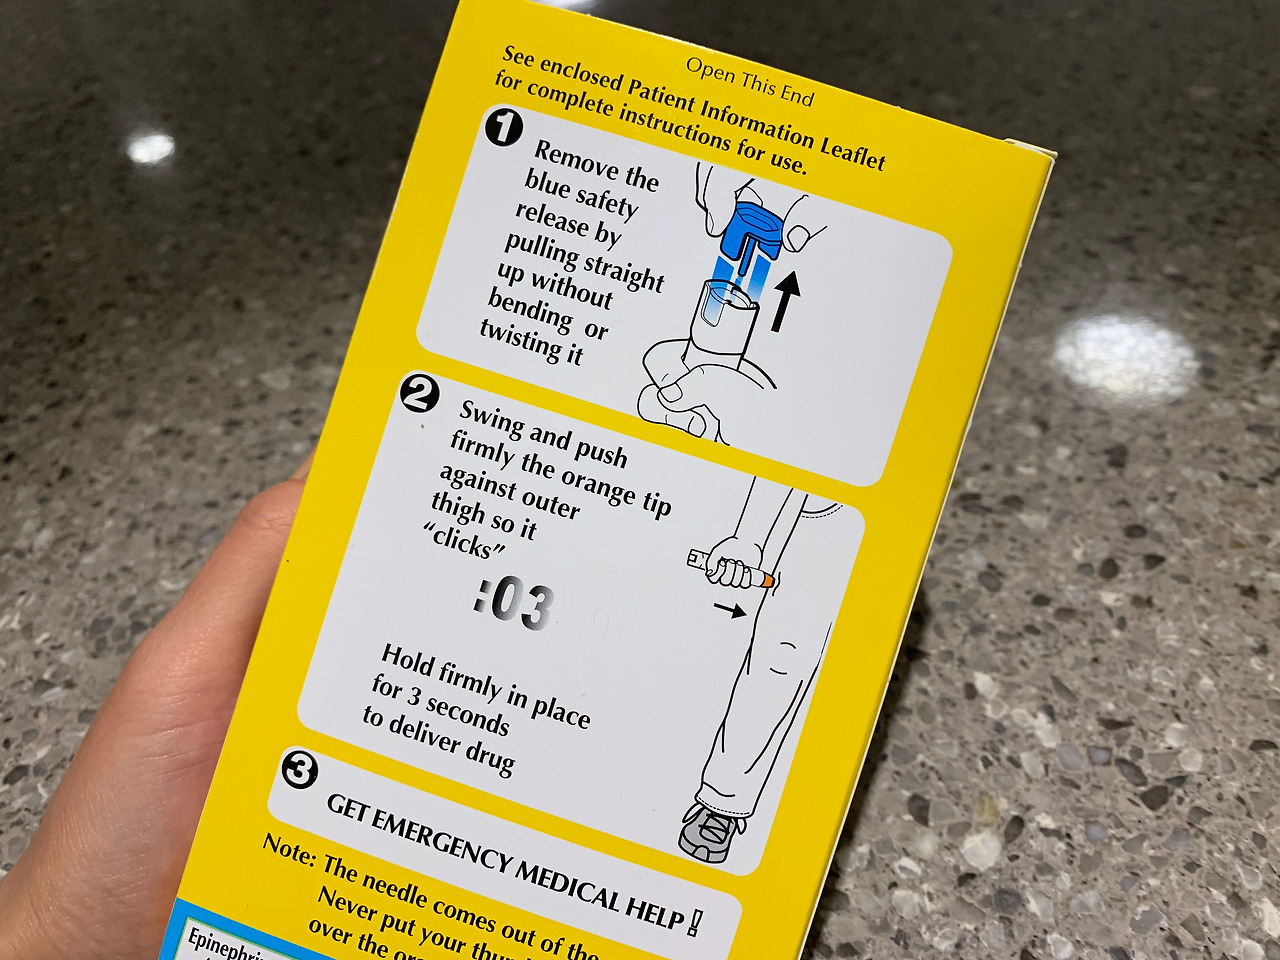 Open This End
See enclosed Patient Information Leaflet
for complete instructions for use.
1
Remove the
blue safety
release by
pulling straight
up without
bending or
twisting it
2
Swing and push
firmly the orange tip
against outer
thigh so it
“clicks”
:03
Hold firmly in place
for 3 seconds
to deliver drug
3
GET EMERGENCY MEDICAL HELP!
Note: The needle comes out of the
Never put your
over the